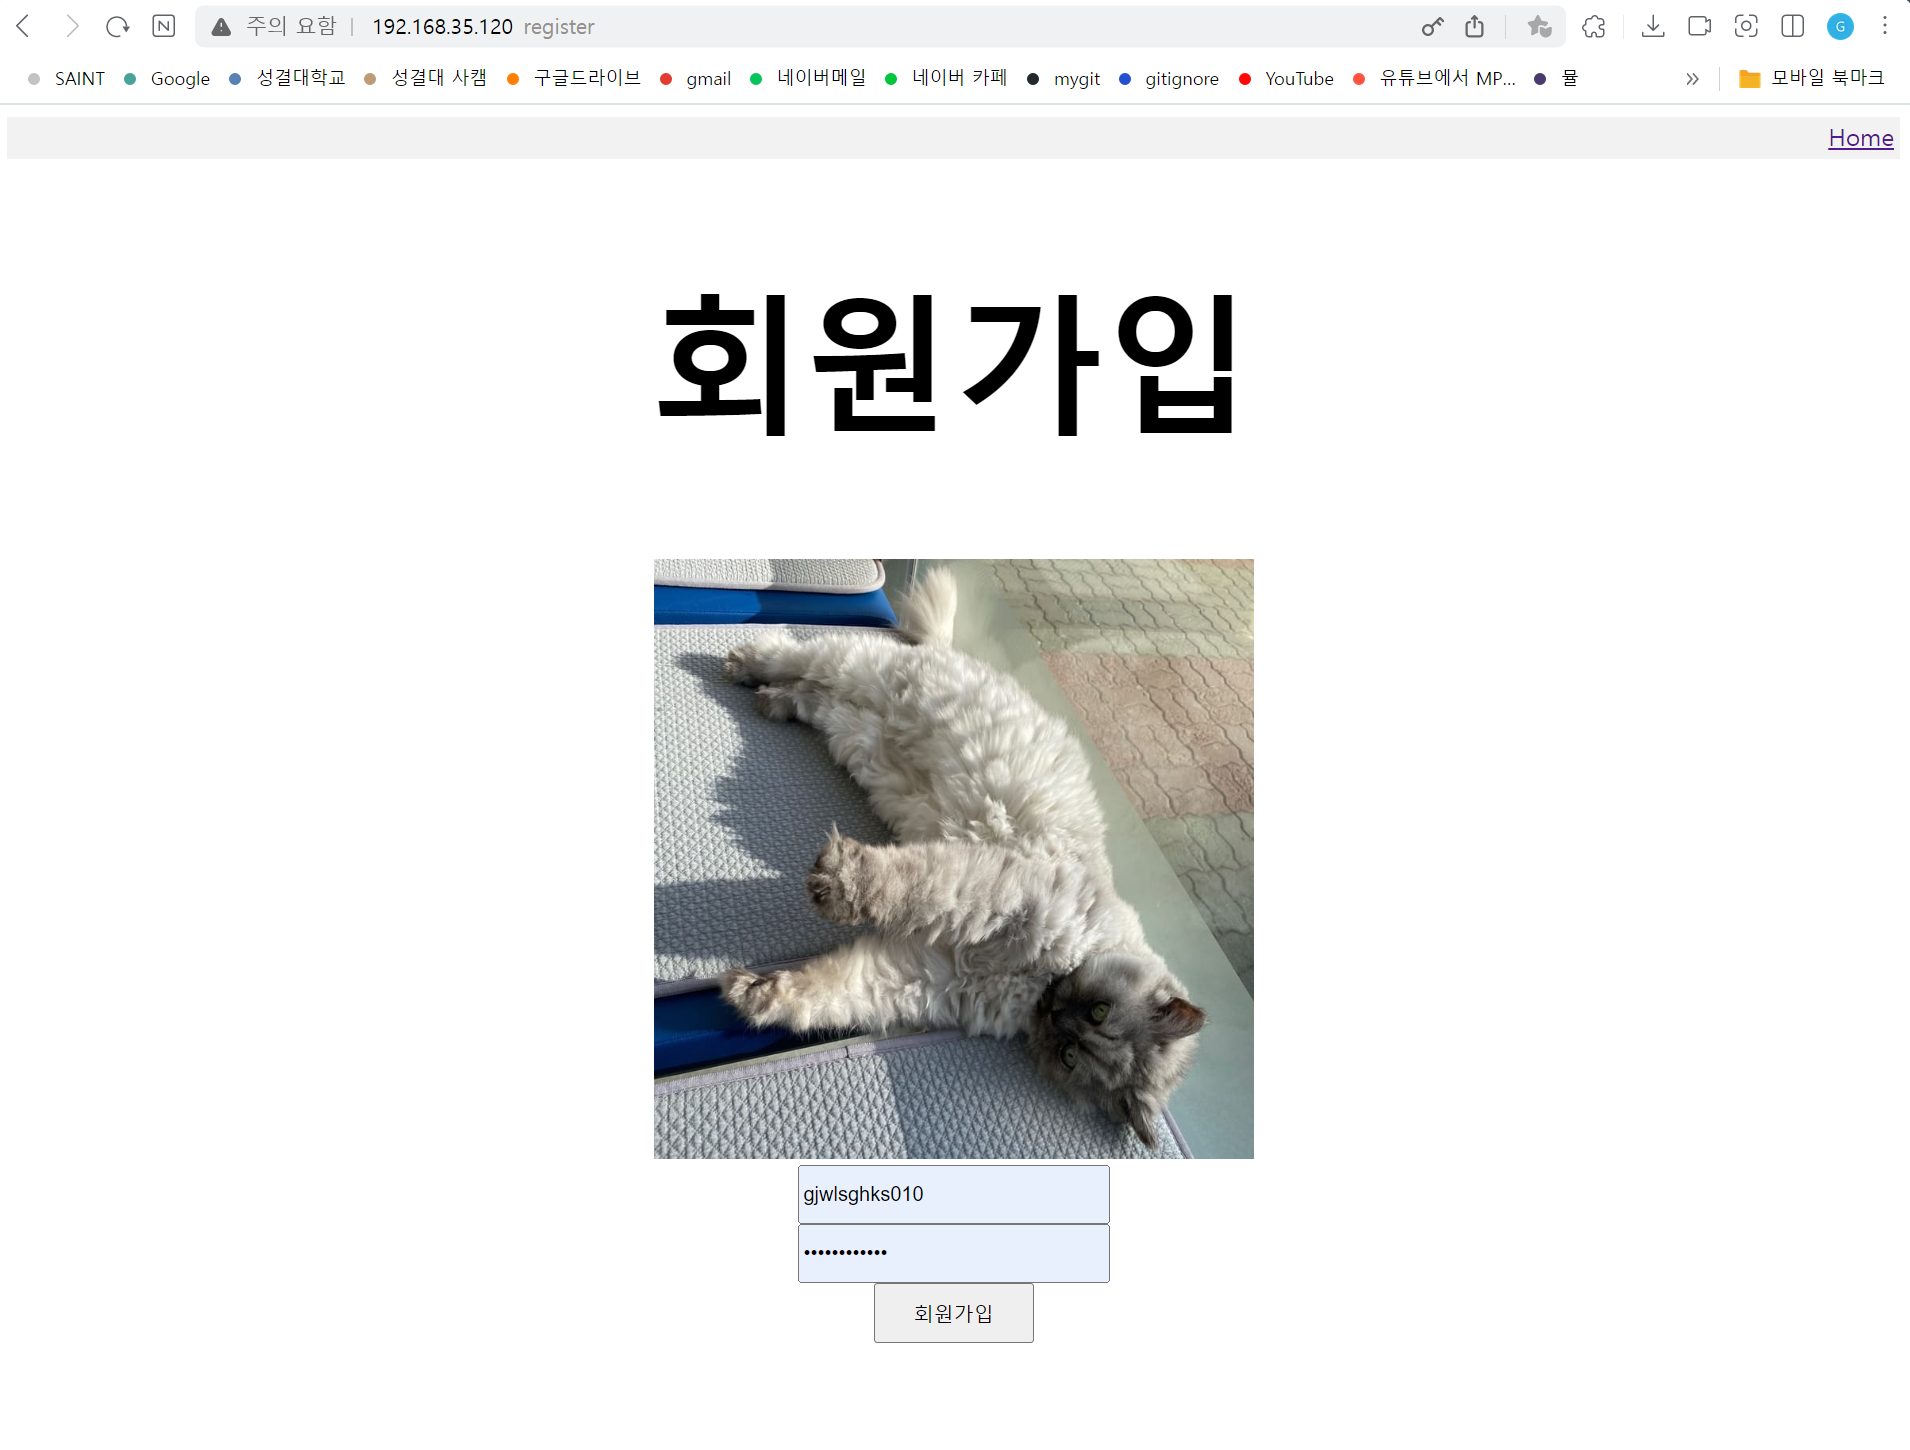 주의 요함 | 192.168.35.120 register
SAINT Google 성결대학교 성결대 사캠 구글드라이브 gmail 네이버메일 네이버 카페 mygit gitignore YouTube 유튜브에서 MP... 뮬 » 모바일 북마크
Home
회원가입
gjwlsghks010
••••••••••••
회원가입